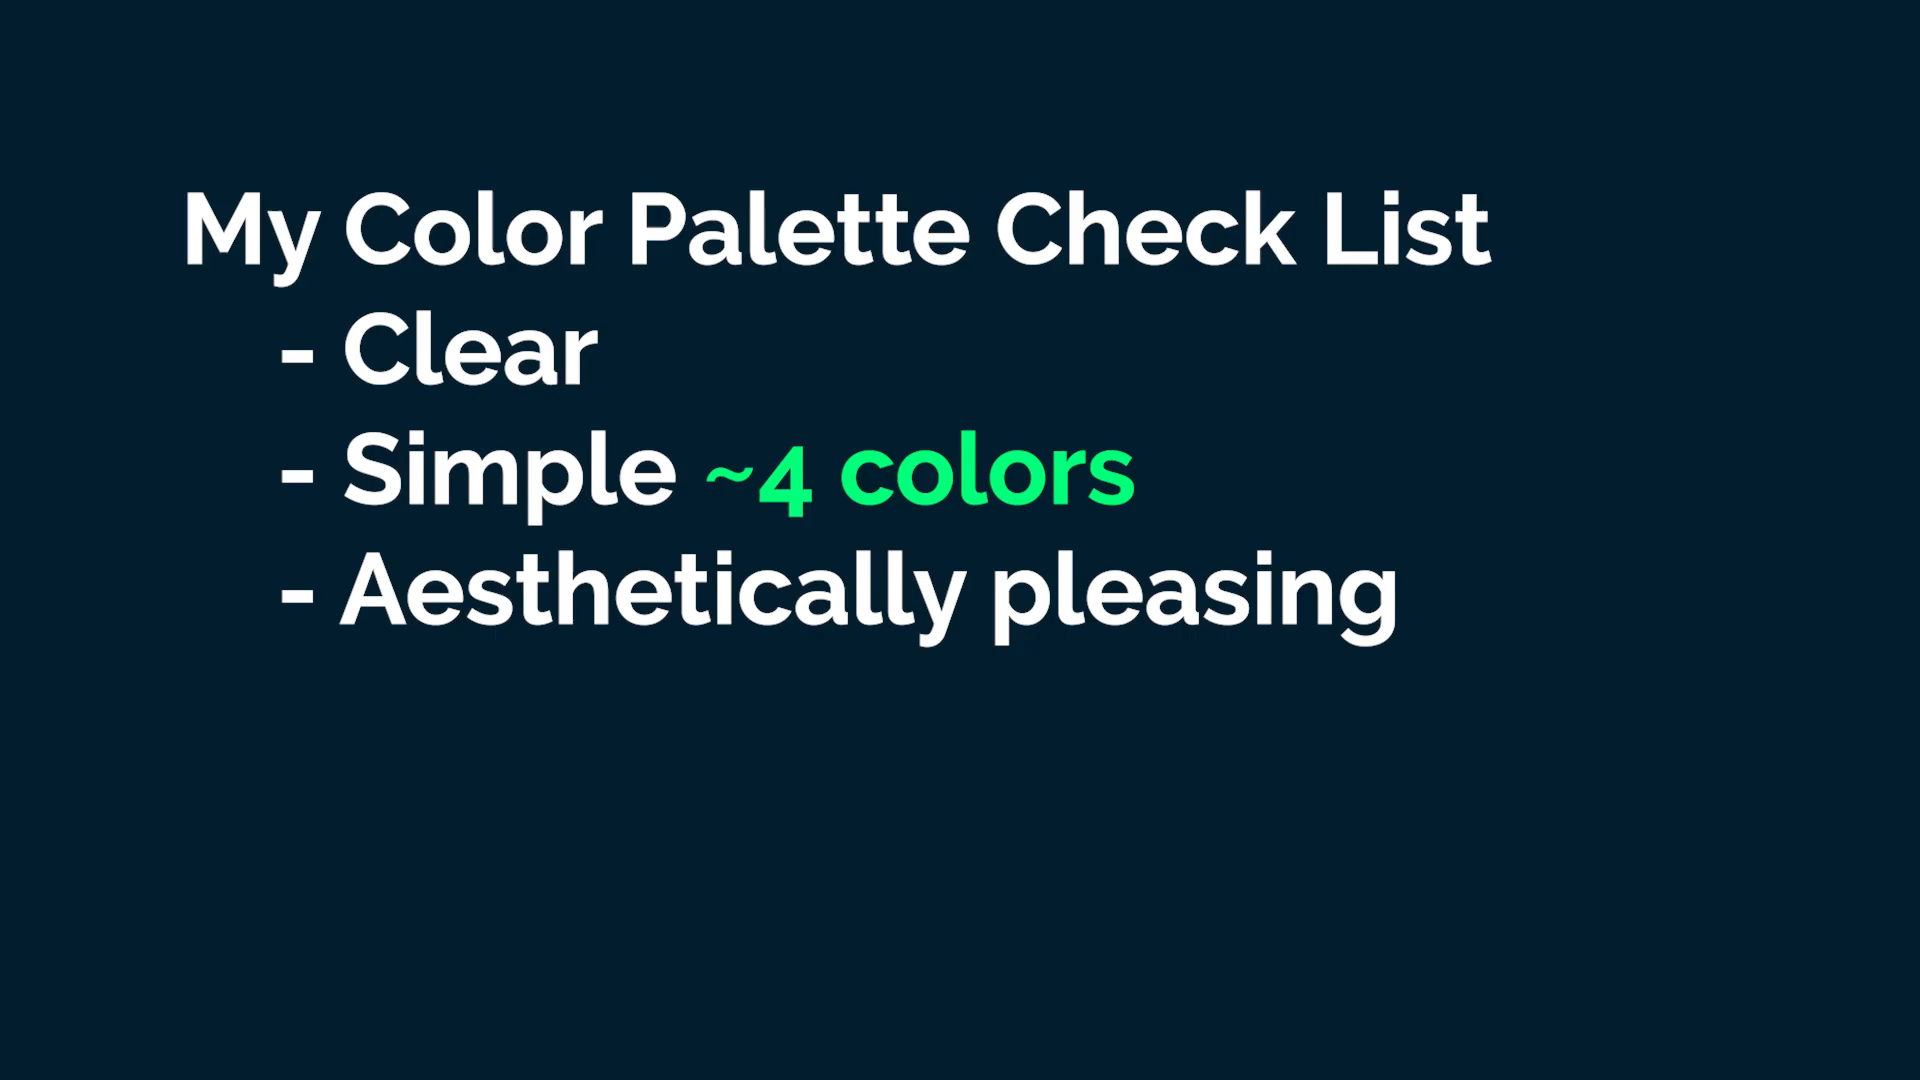 My Color Palette Check List
- Clear
- Simple ~4 colors
- Aesthetically pleasing